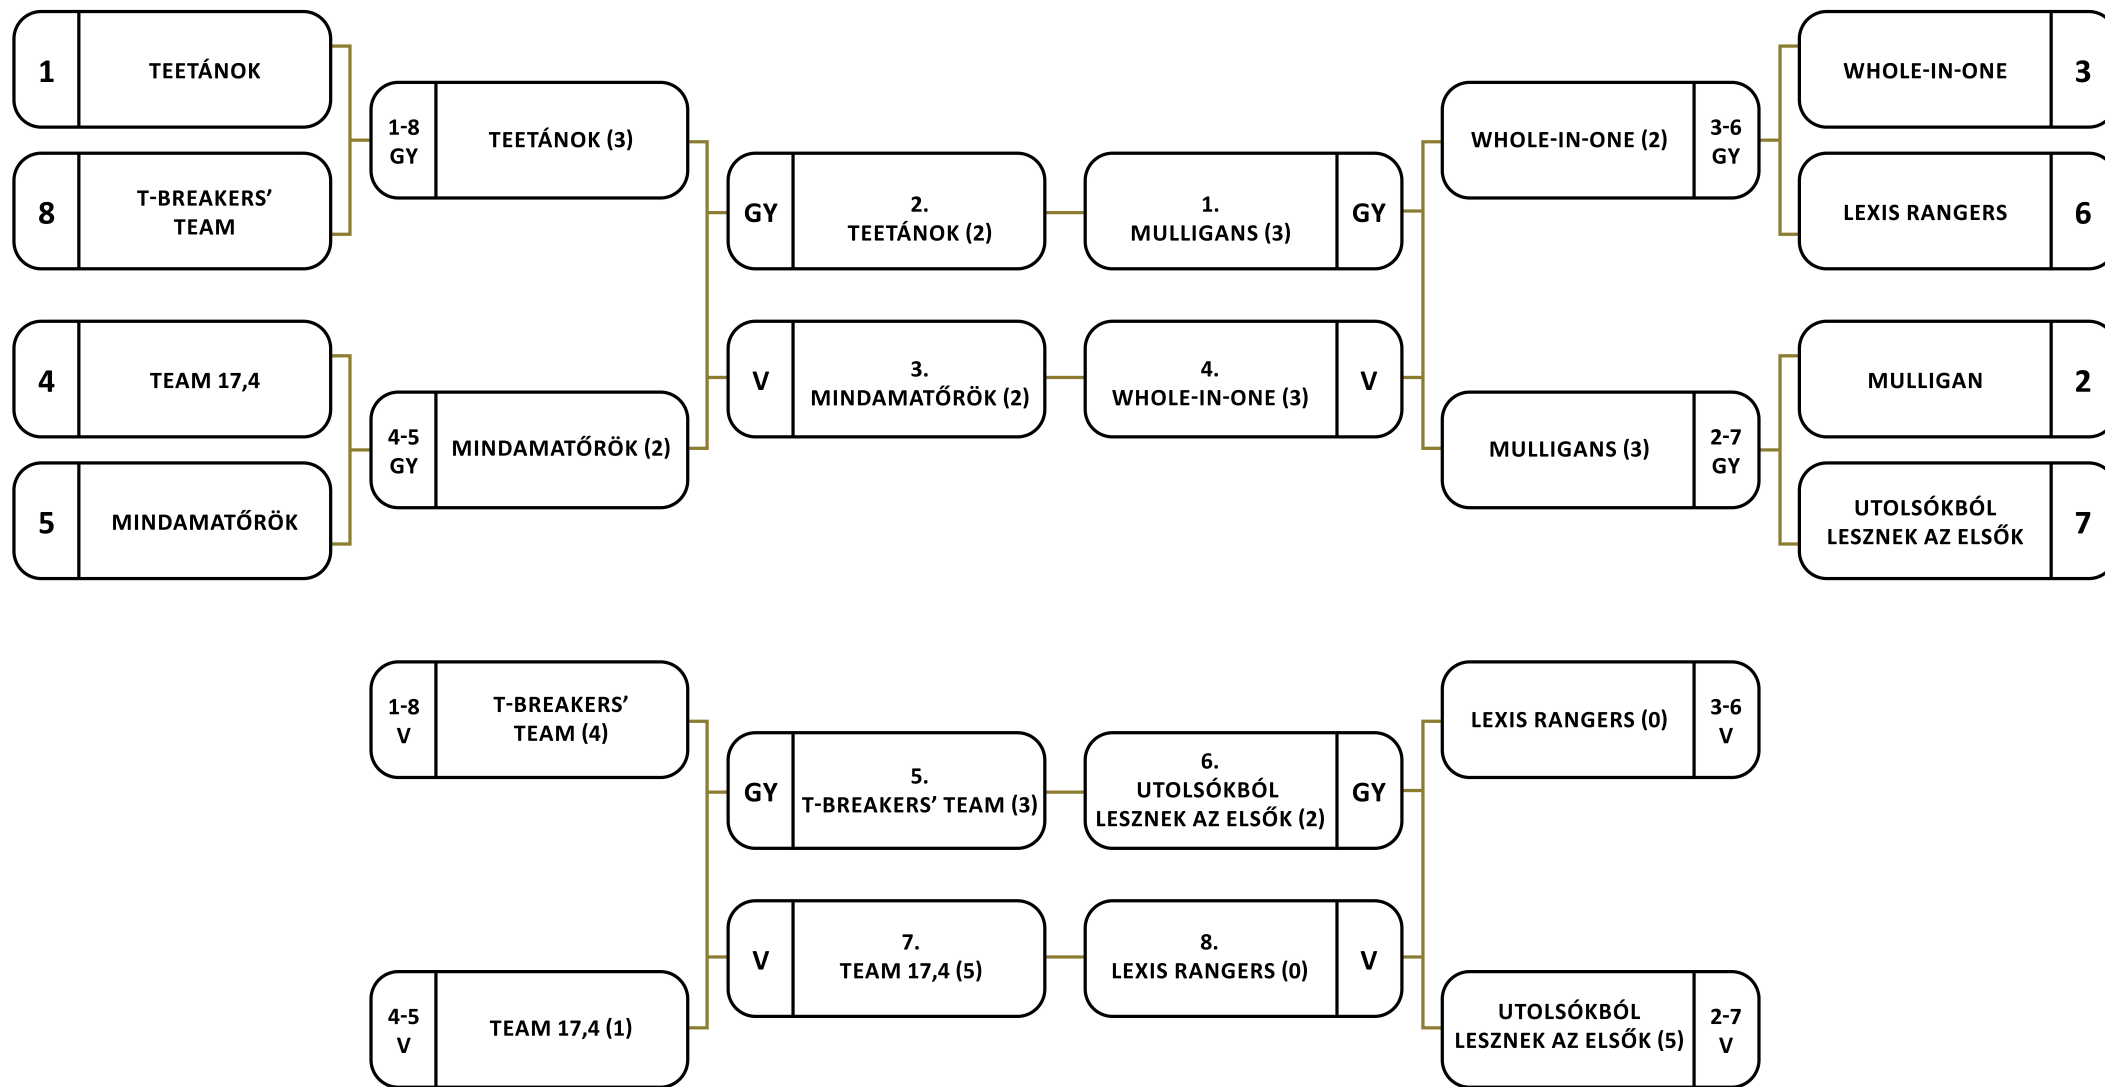 1
TEETÁNOK
8
T-BREAKERS’
TEAM
4
TEAM 17,4
5
MINDAMATŐRÖK
1-8
GY
TEETÁNOK (3)
4-5
GY
MINDAMATŐRÖK (2)
GY
2.
TEETÁNOK (2)
V
3.
MINDAMATŐRÖK (2)
1.
MULLIGANS (3)
GY
4.
WHOLE-IN-ONE (3)
V
WHOLE-IN-ONE (2)
3-6
GY
MULLIGANS (3)
2-7
GY
WHOLE-IN-ONE
3
LEXIS RANGERS
6
MULLIGAN
2
UTOLSÓKBÓL
LESZNEK AZ ELSŐK
7
1-8
V
T-BREAKERS’
TEAM (4)
4-5
V
TEAM 17,4 (1)
GY
5.
T-BREAKERS’ TEAM (3)
V
7.
TEAM 17,4 (5)
6.
UTOLSÓKBÓL
LESZNEK AZ ELSŐK (2)
GY
8.
LEXIS RANGERS (0)
V
LEXIS RANGERS (0)
3-6
V
UTOLSÓKBÓL
LESZNEK AZ ELSŐK (5)
2-7
V